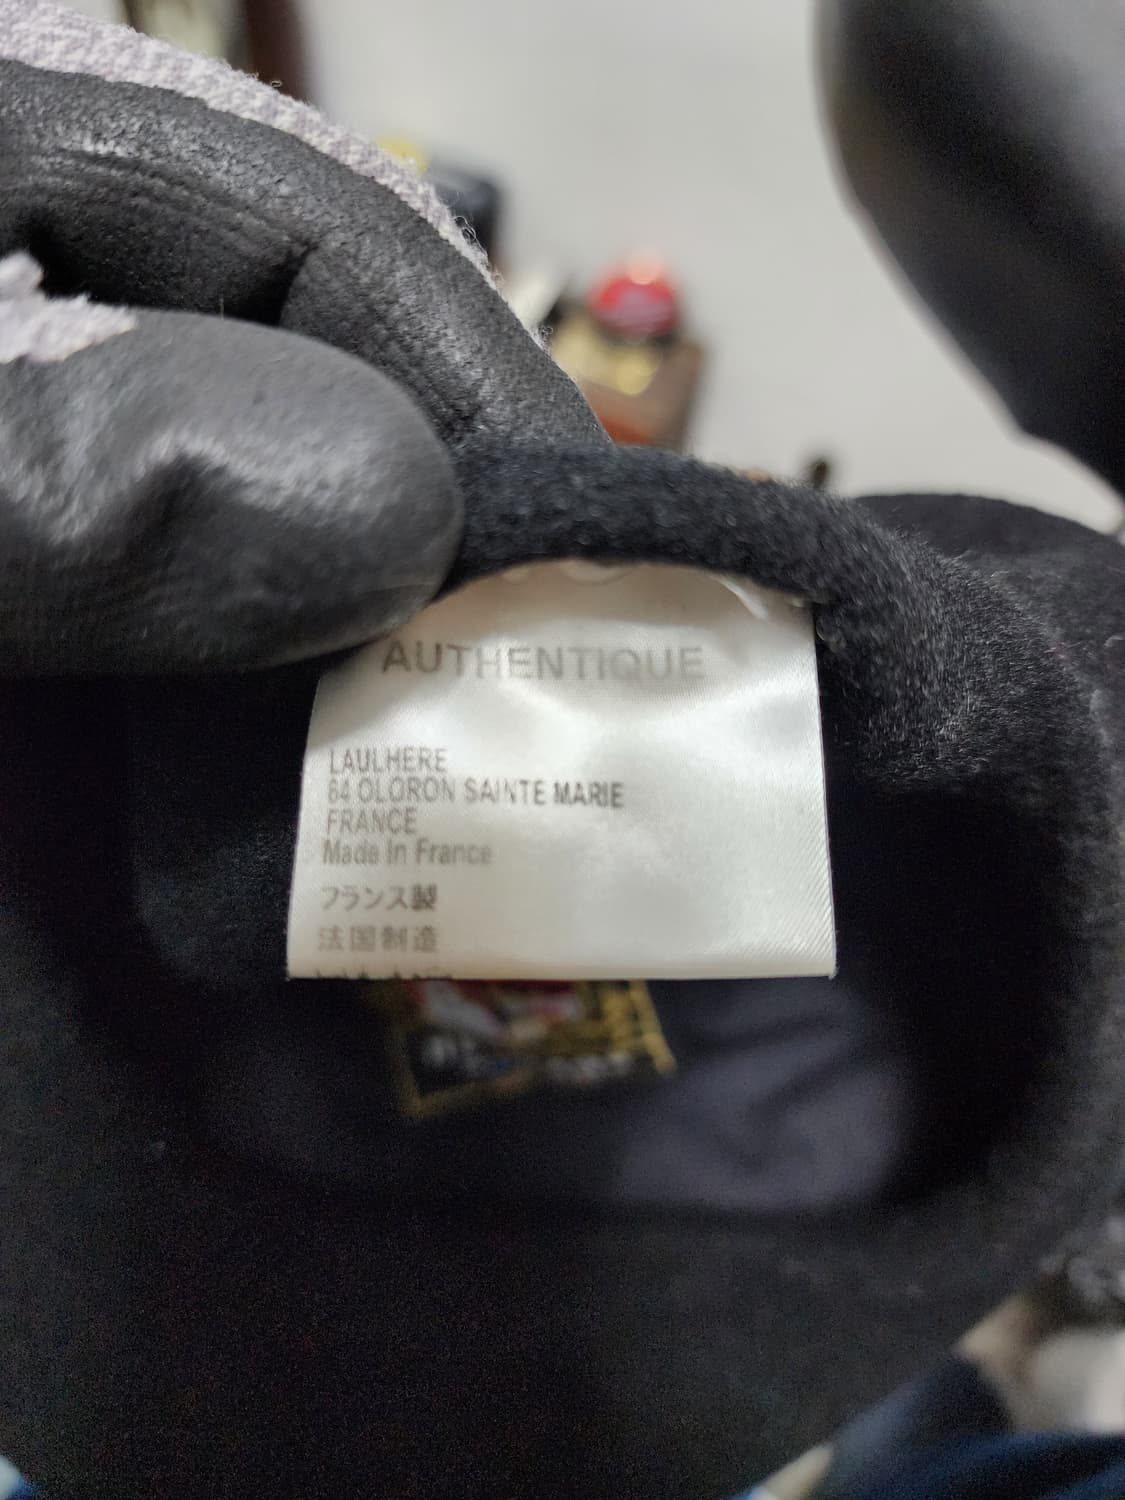 AUTHENTIQUE
LAULHERE
64 OLORON SAINTE MARIE
FRANCE
Made In France
フランス製
法国制造